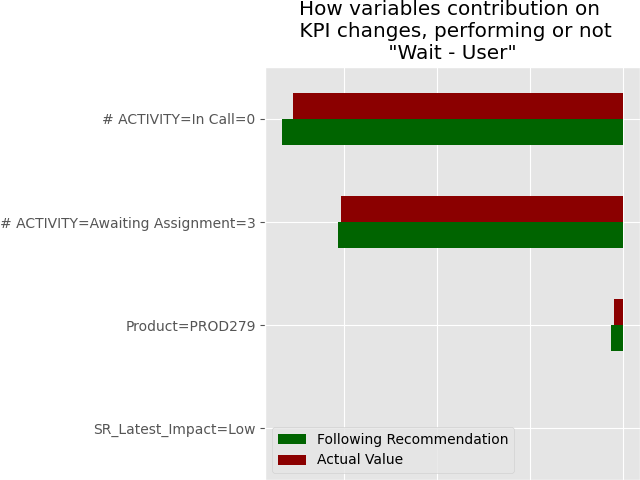 How variables contribution on
KPI changes, performing or not
"Wait - User"
# ACTIVITY=In Call=0
# ACTIVITY=Awaiting Assignment=3
Product=PROD279
SR_Latest_Impact=Low
Following Recommendation
Actual Value